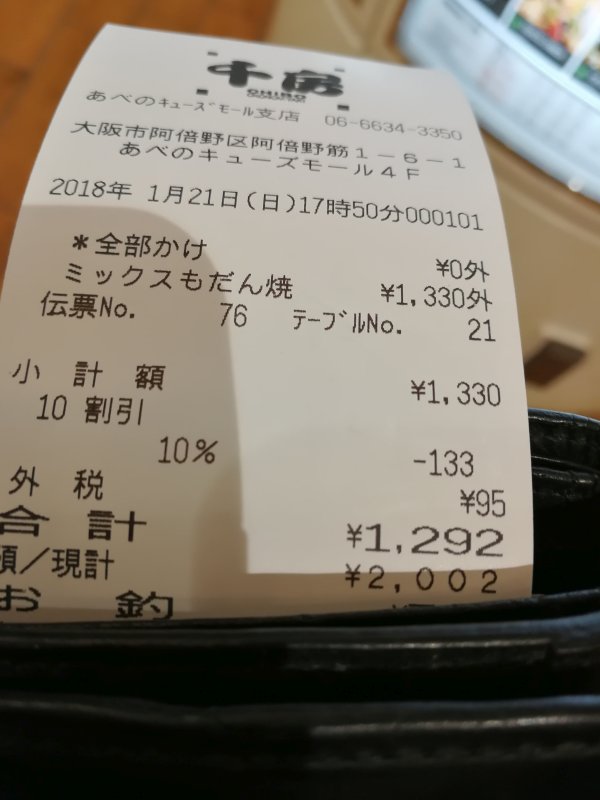 千房
CHIBO
あべのｷｭｰｽﾞﾓｰﾙ支店 06-6634-3350
大阪市阿倍野区阿倍野筋1-6-1
あべのキューズモール4F
2018年 1月21日(日)17時50分000101
*全部かけ ¥0外
ミックスもだん焼 ¥1,330外
伝票No. 76 ﾃｰﾌﾞﾙNo. 21
小計額 ¥1,330
10 割引
10% -133
外税 ¥95
合計 ¥1,292
/現計 ¥2,002
お釣